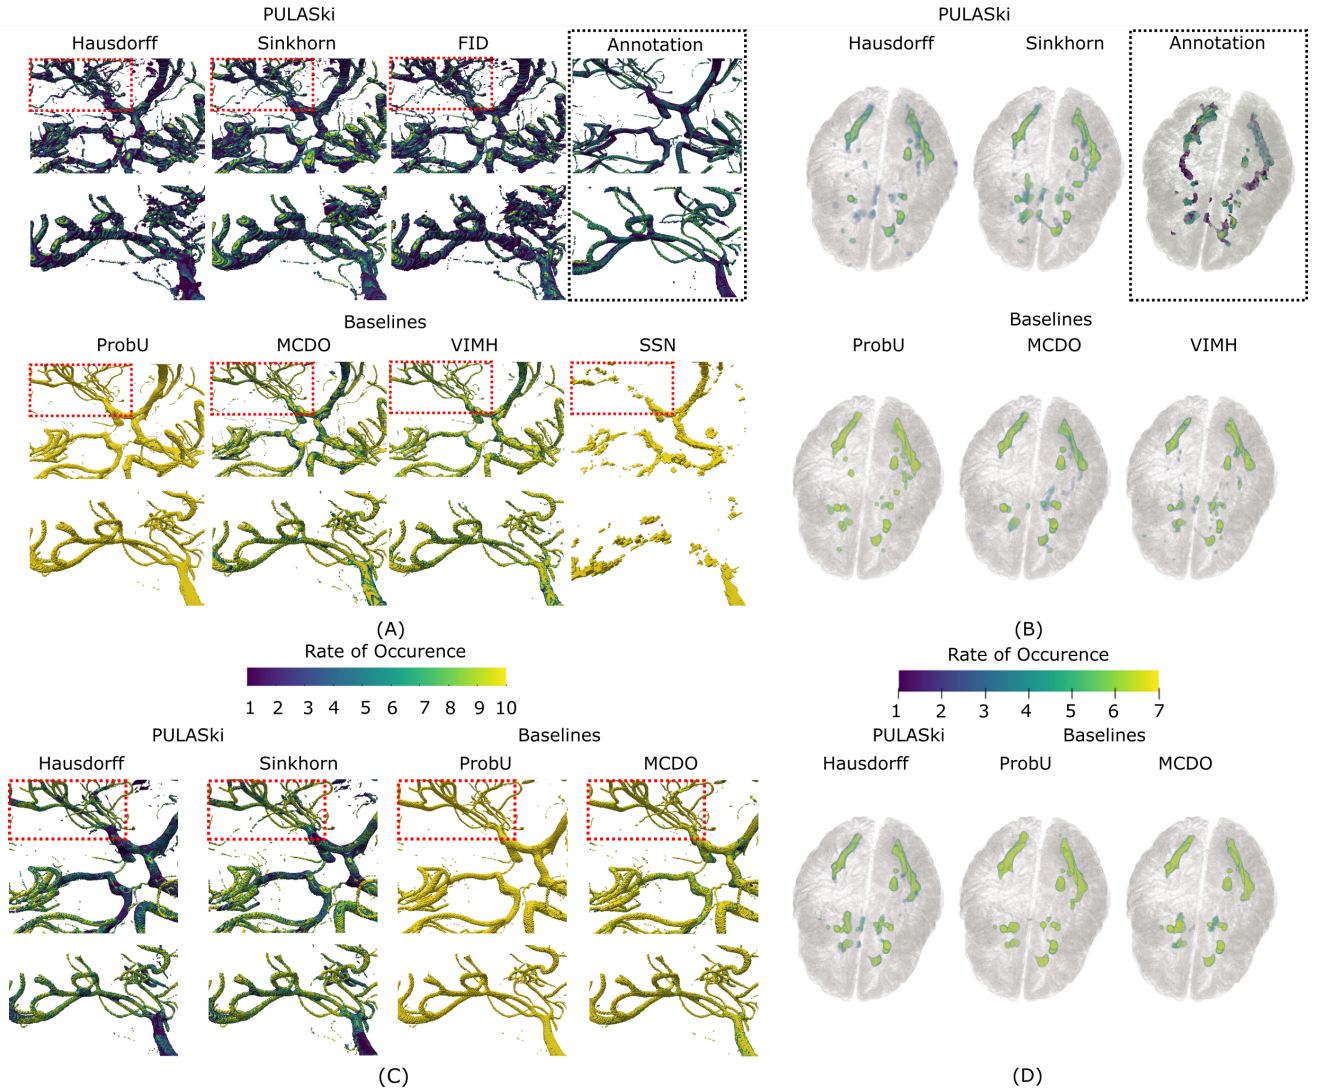 PULASki
PULASki
Hausdorff Sinkhorn FID Annotation
Hausdorff Sinkhorn Annotation
Baselines
Baselines
ProbU MCDO VIMH SSN
ProbU MCDO VIMH
(A)
(B)
Rate of Occurence
Rate of Occurence
1 2 3 4 5 6 7 8 9 10
1 2 3 4 5 6 7
PULASki Baselines
PULASki Baselines
Hausdorff Sinkhorn ProbU MCDO
Hausdorff ProbU MCDO
(C)
(D)